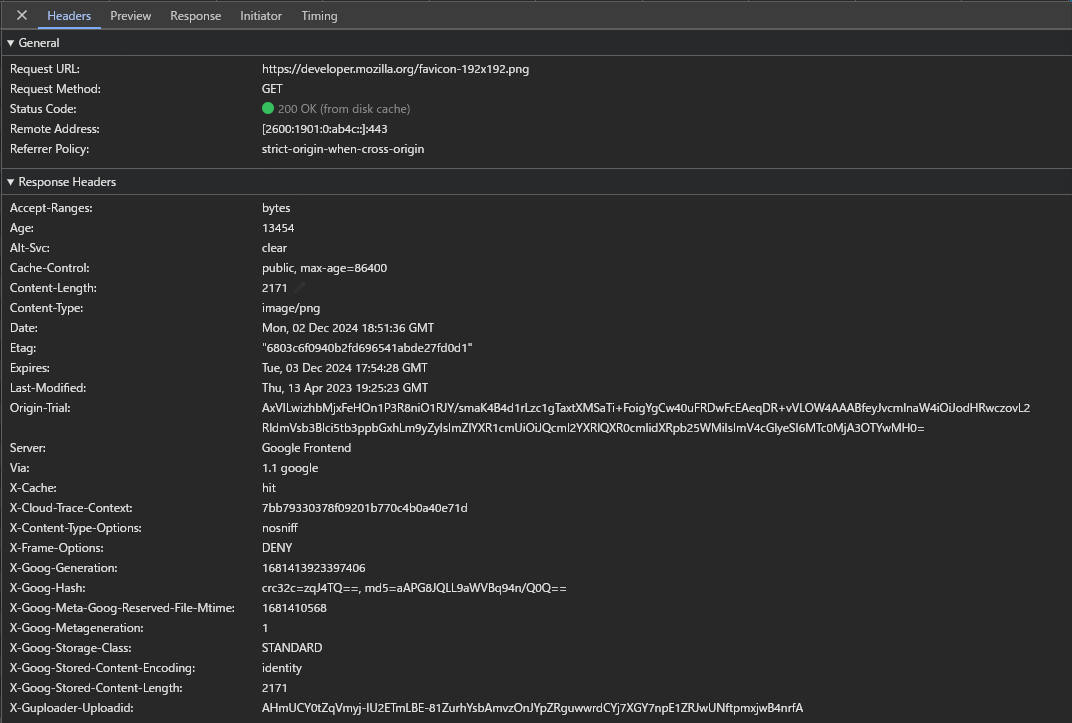 Headers Preview Response Initiator Timing
General
Request URL: https://developer.mozilla.org/favicon-192x192.png
Request Method: GET
Status Code: 200 OK (from disk cache)
Remote Address: [2600:1901:0:ab4c::]:443
Referrer Policy: strict-origin-when-cross-origin
Response Headers
Accept-Ranges: bytes
Age: 13454
Alt-Svc: clear
Cache-Control: public, max-age=86400
Content-Length: 2171
Content-Type: image/png
Date: Mon, 02 Dec 2024 18:51:36 GMT
Etag: "6803c6f0940b2fd696541abde27fd0d1"
Expires: Tue, 03 Dec 2024 17:54:28 GMT
Last-Modified: Thu, 13 Apr 2023 19:25:23 GMT
Origin-Trial: AxVILwizhbMjxFeHOn1P3R8niO1RJY/smaK4B4d1rLzc1gTaxtXMSaTi+FoigYgCw40uFRDwFcEAeqDR+vVLOW4AAABfeyJvcmlnaW4iOiJodHRwczovL2
RldmVsb3Blci5tb3ppbGxhLm9yZyIsImZlYXR1cmUiOiJQcml2YXRlQXR0cmlidXRpb25WMiIsImV4cGlyeSI6MTc0MjA3OTYwMH0=
Server: Google Frontend
Via: 1.1 google
X-Cache: hit
X-Cloud-Trace-Context: 7bb79330378f09201b770c4b0a40e71d
X-Content-Type-Options: nosniff
X-Frame-Options: DENY
X-Goog-Generation: 1681413923397406
X-Goog-Hash: crc32c=zqJ4TQ==, md5=aAPG8JQLL9aWVBq94n/Q0Q==
X-Goog-Meta-Goog-Reserved-File-Mtime: 1681410568
X-Goog-Metageneration: 1
X-Goog-Storage-Class: STANDARD
X-Goog-Stored-Content-Encoding: identity
X-Goog-Stored-Content-Length: 2171
X-Guploader-Uploadid: AHmUCY0tZqVmyj-IU2ETmLBE-81ZurhYsbAmvzOnJYpZRguwwrdCYj7XGY7npE1ZRJwUNftpmxjwB4nrfA